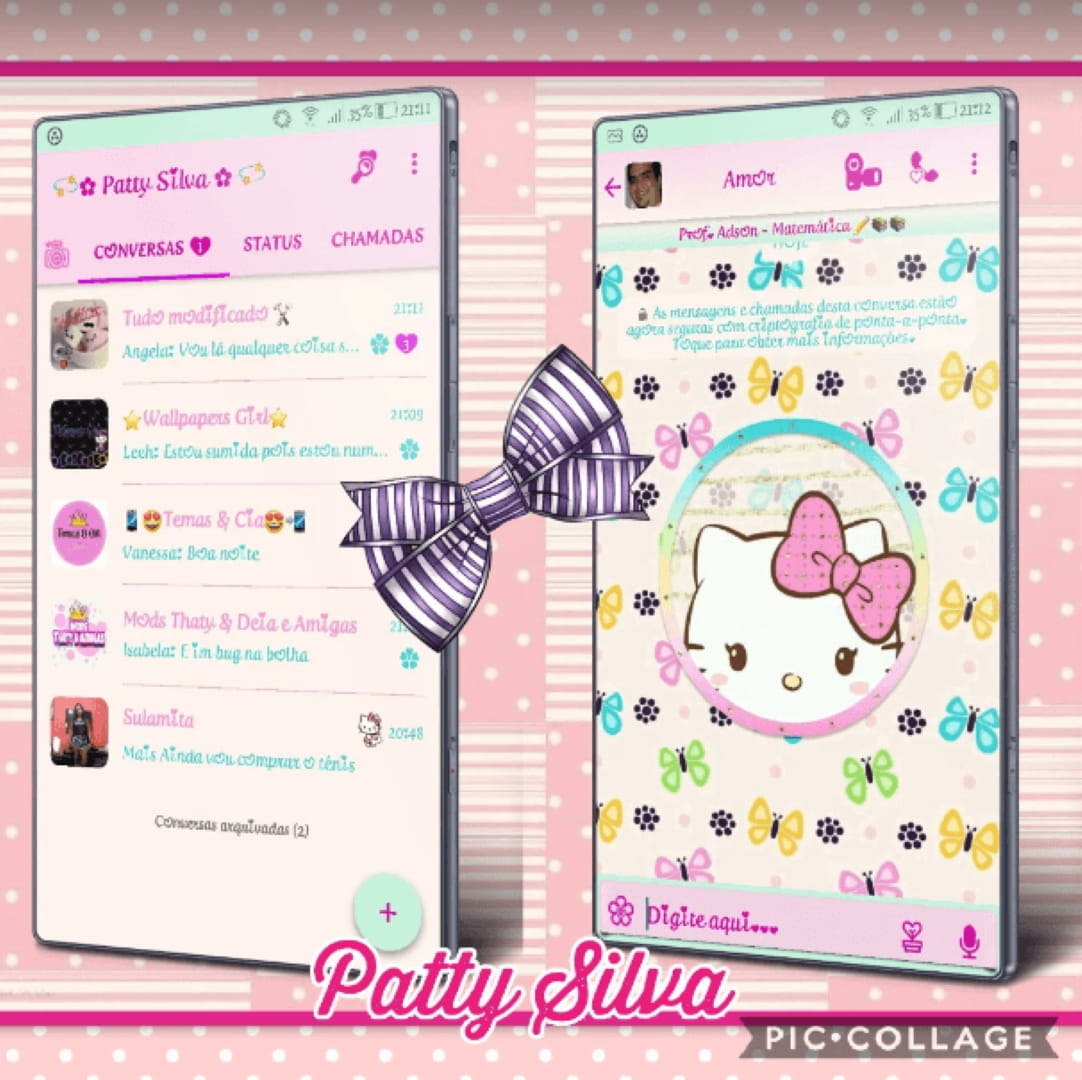 35% 21:11
Patty Silva
CONVERSAS 1
STATUS
CHAMADAS
Tudo modificado
21:11
Angela: Vou lá qualquer coisa s...
3
Wallpapers Girl
21:09
Leeh: Estou sumida pois estou num...
Temas & Cia
Vanessa: Boa noite
Mods Thaty & Deia e Amigas
Isabela: E im bug na bolha
Sulamita
20:48
Mais Ainda vou comprar o tênis
Conversas arquivadas (2)
+
35% 21:12
Amor
Prof. Adson - Matemática
As mensagens e chamadas desta conversa estão
agora seguras com criptografia de ponta-a-ponta.
Toque para obter mais informações.
Digite aqui...
Patty Silva
PIC•COLLAGE